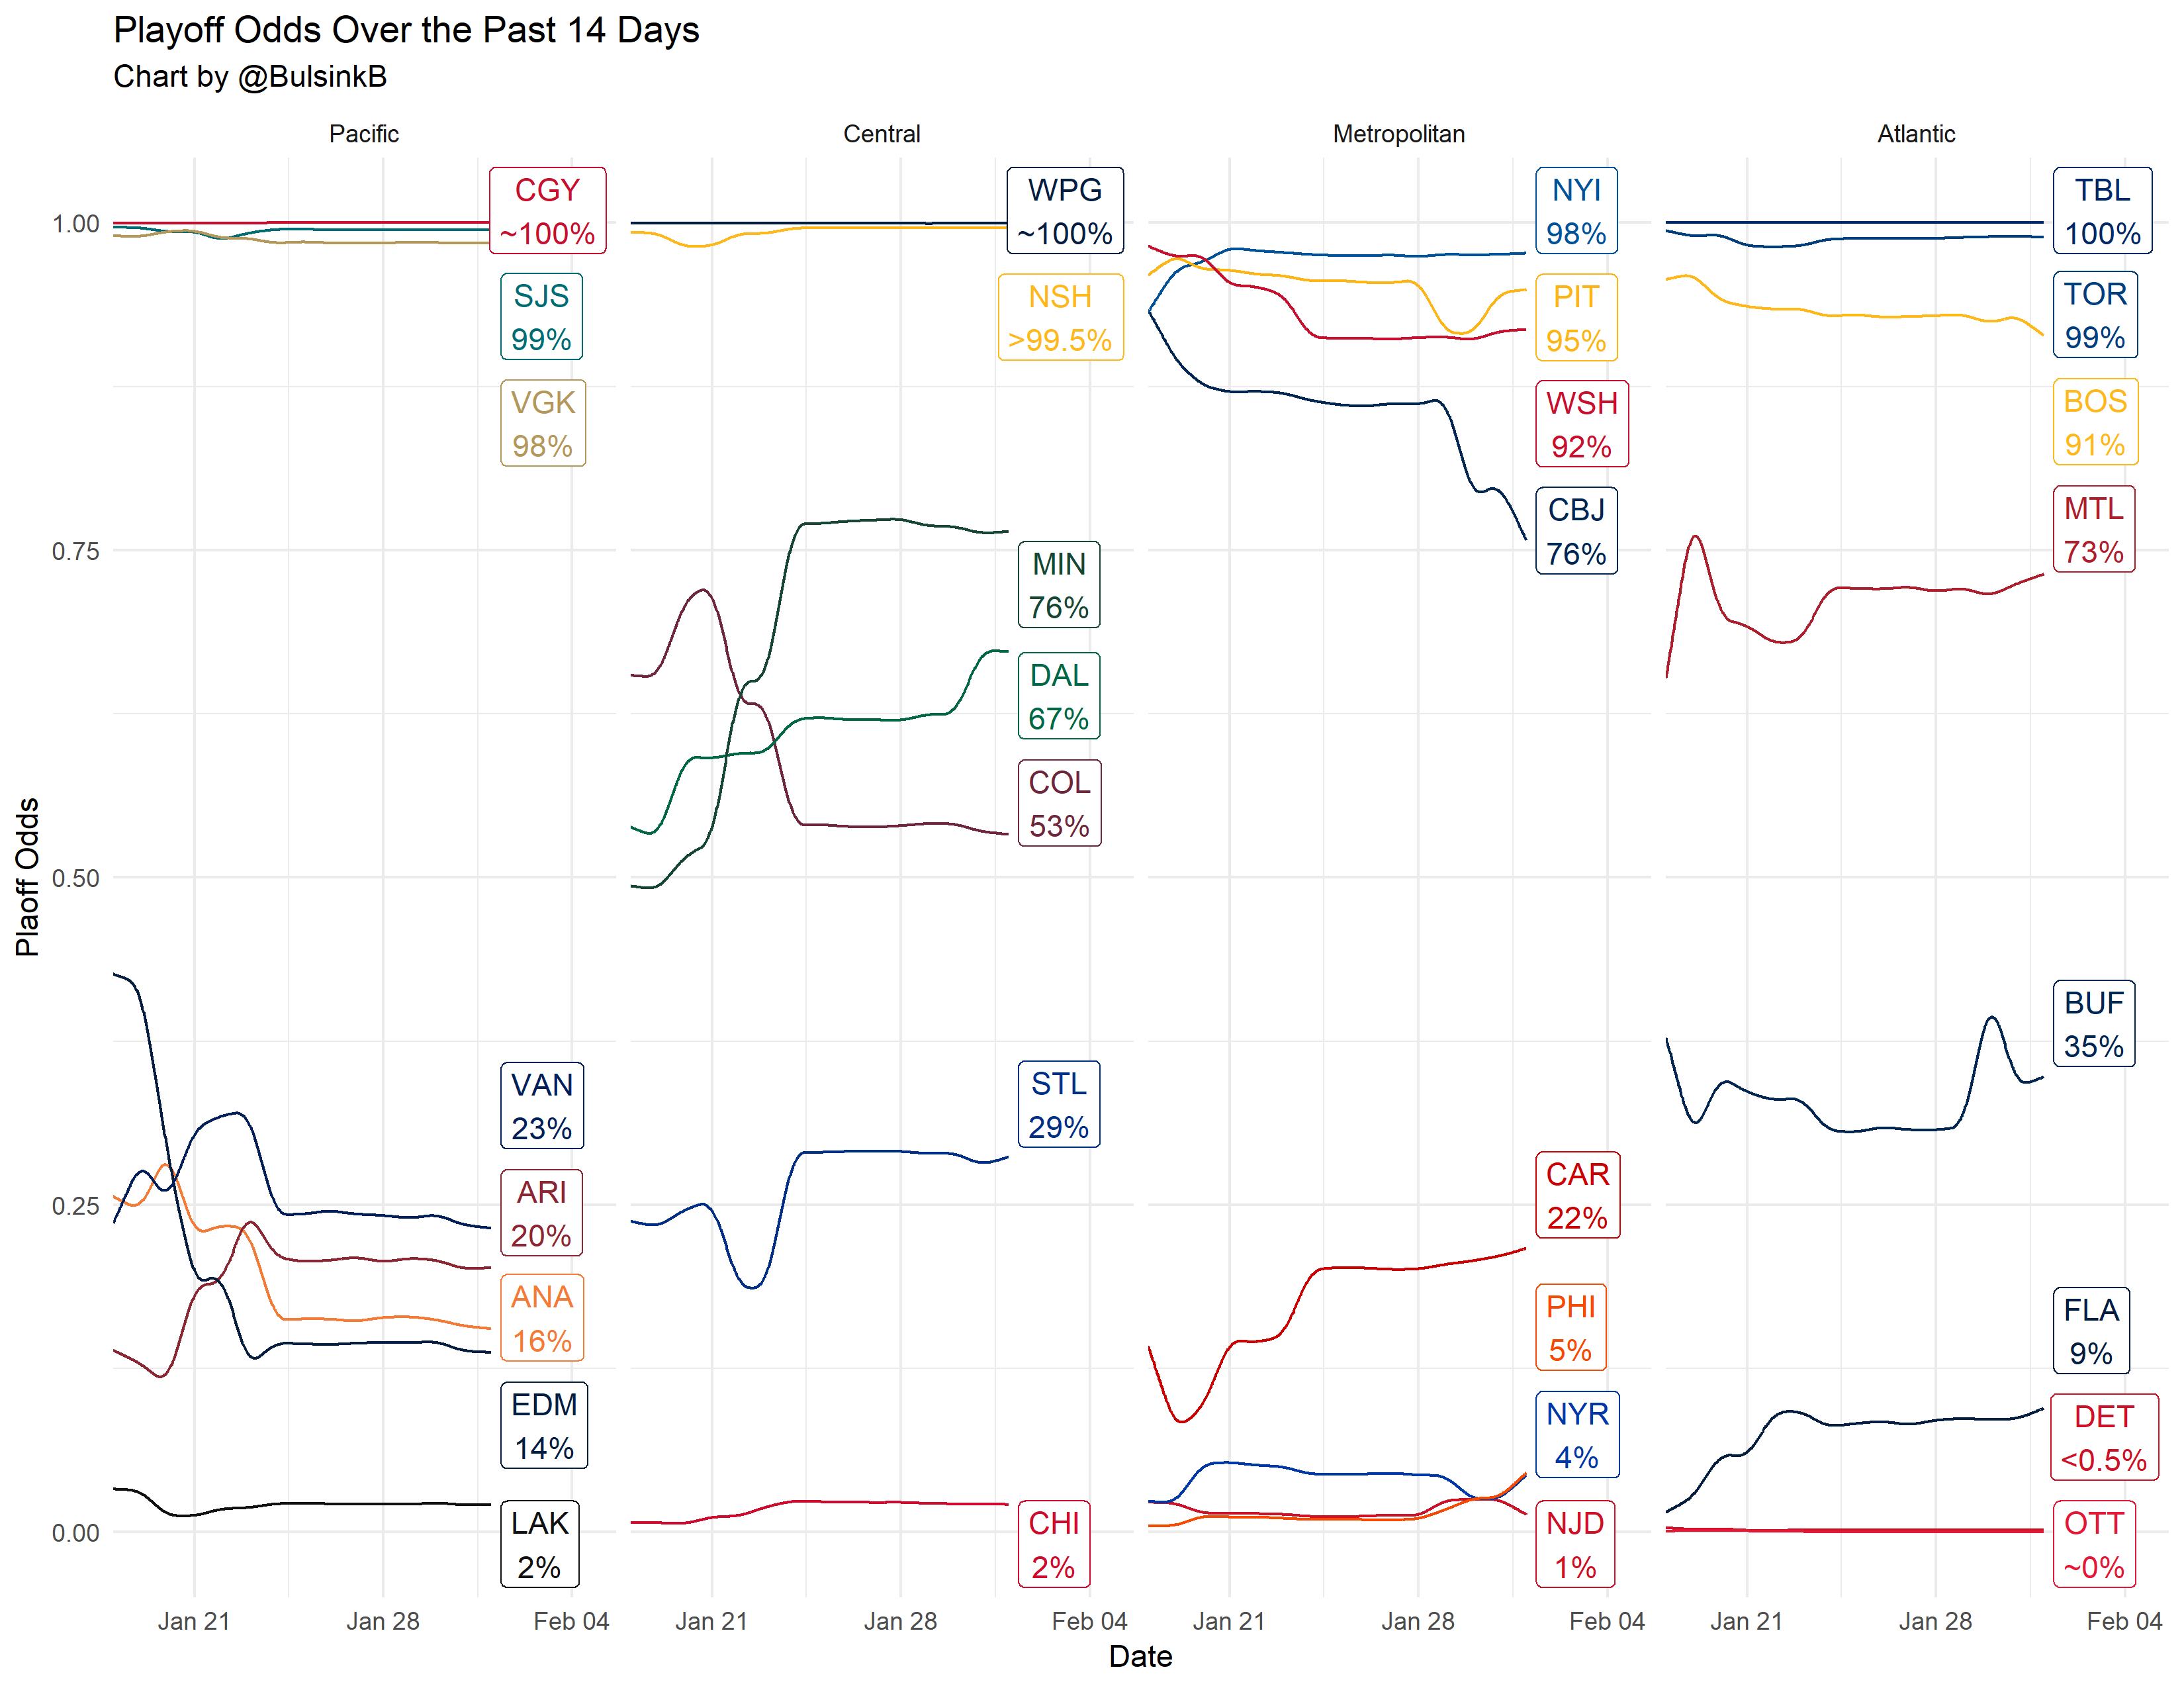 Playoff Odds Over the Past 14 Days
Chart by @BulsinkB
Pacific
Central
Metropolitan
Atlantic
Plaoff Odds
1.00
0.75
0.50
0.25
0.00
CGY
~100%
SJS
99%
VGK
98%
VAN
23%
ARI
20%
ANA
16%
EDM
14%
LAK
2%
WPG
~100%
NSH
>99.5%
MIN
76%
DAL
67%
COL
53%
STL
29%
CHI
2%
NYI
98%
PIT
95%
WSH
92%
CBJ
76%
CAR
22%
PHI
5%
NYR
4%
NJD
1%
TBL
100%
TOR
99%
BOS
91%
MTL
73%
BUF
35%
FLA
9%
DET
<0.5%
OTT
~0%
Jan 21 Jan 28 Feb 04
Jan 21 Jan 28 Feb 04
Jan 21 Jan 28 Feb 04
Jan 21 Jan 28 Feb 04
Date